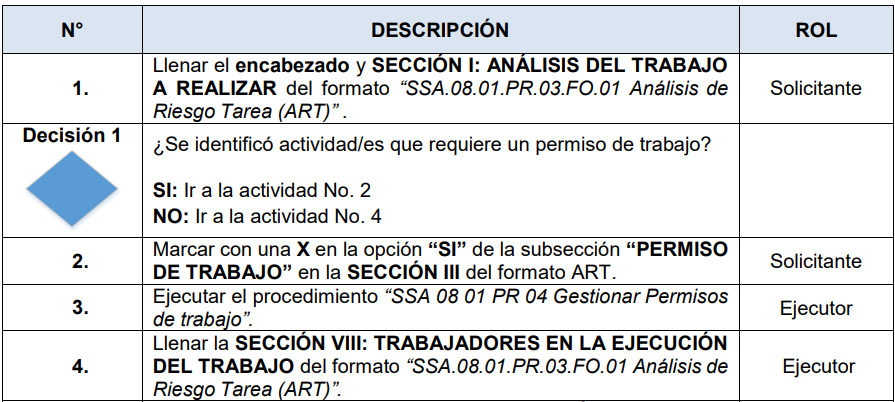 N°
DESCRIPCIÓN
ROL
1.
Llenar el encabezado y SECCIÓN I: ANÁLISIS DEL TRABAJO
A REALIZAR del formato “SSA.08.01.PR.03.FO.01 Análisis de
Riesgo Tarea (ART)” .
Solicitante
Decisión 1
¿Se identificó actividad/es que requiere un permiso de trabajo?
SI: Ir a la actividad No. 2
NO: Ir a la actividad No. 4
2.
Marcar con una X en la opción “SI” de la subsección “PERMISO
DE TRABAJO” en la SECCIÓN III del formato ART.
Solicitante
3.
Ejecutar el procedimiento “SSA 08 01 PR 04 Gestionar Permisos
de trabajo”.
Ejecutor
4.
Llenar la SECCIÓN VIII: TRABAJADORES EN LA EJECUCIÓN
DEL TRABAJO del formato “SSA.08.01.PR.03.FO.01 Análisis de
Riesgo Tarea (ART)”.
Ejecutor